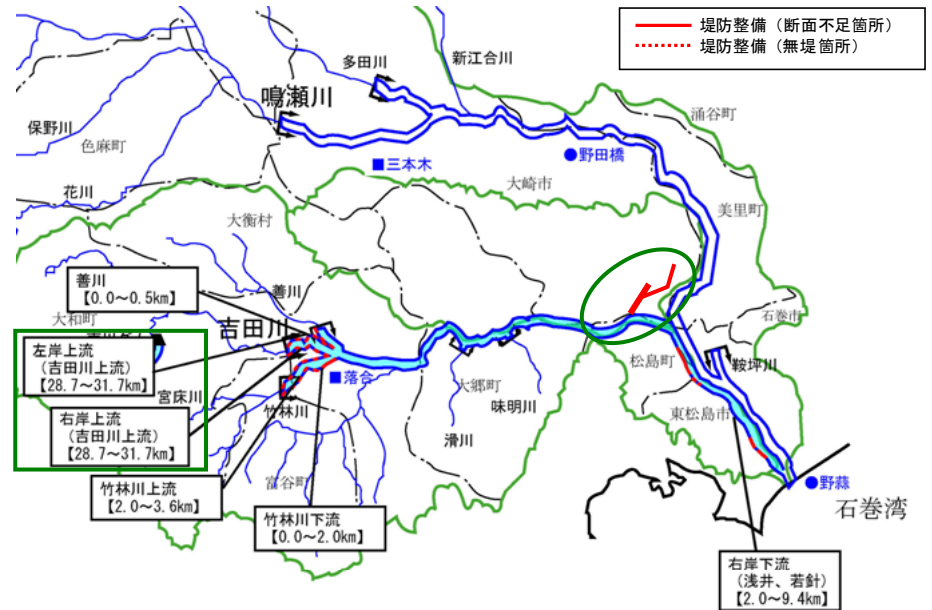 堤防整備（断面不足箇所）
堤防整備（無堤箇所）
多田川
新江合川
鳴瀬川
涌谷町
保野川
色麻町
■三本木
●野田橋
大崎市
花川
美里町
大衡村
善川
【0.0～0.5km】
善川
石巻市
大和町
吉田川
左岸上流
（吉田川上流）
【28.7～31.7km】
松島町
鞍坪川
■落合
大郷町
宮床川
竹林川
味明川
東松島市
右岸上流
（吉田川上流）
【28.7～31.7km】
滑川
竹林川上流
【2.0～3.6km】
富谷町
●野蒜
石巻湾
竹林川下流
【0.0～2.0km】
右岸下流
（浅井、若針）
【2.0～9.4km】